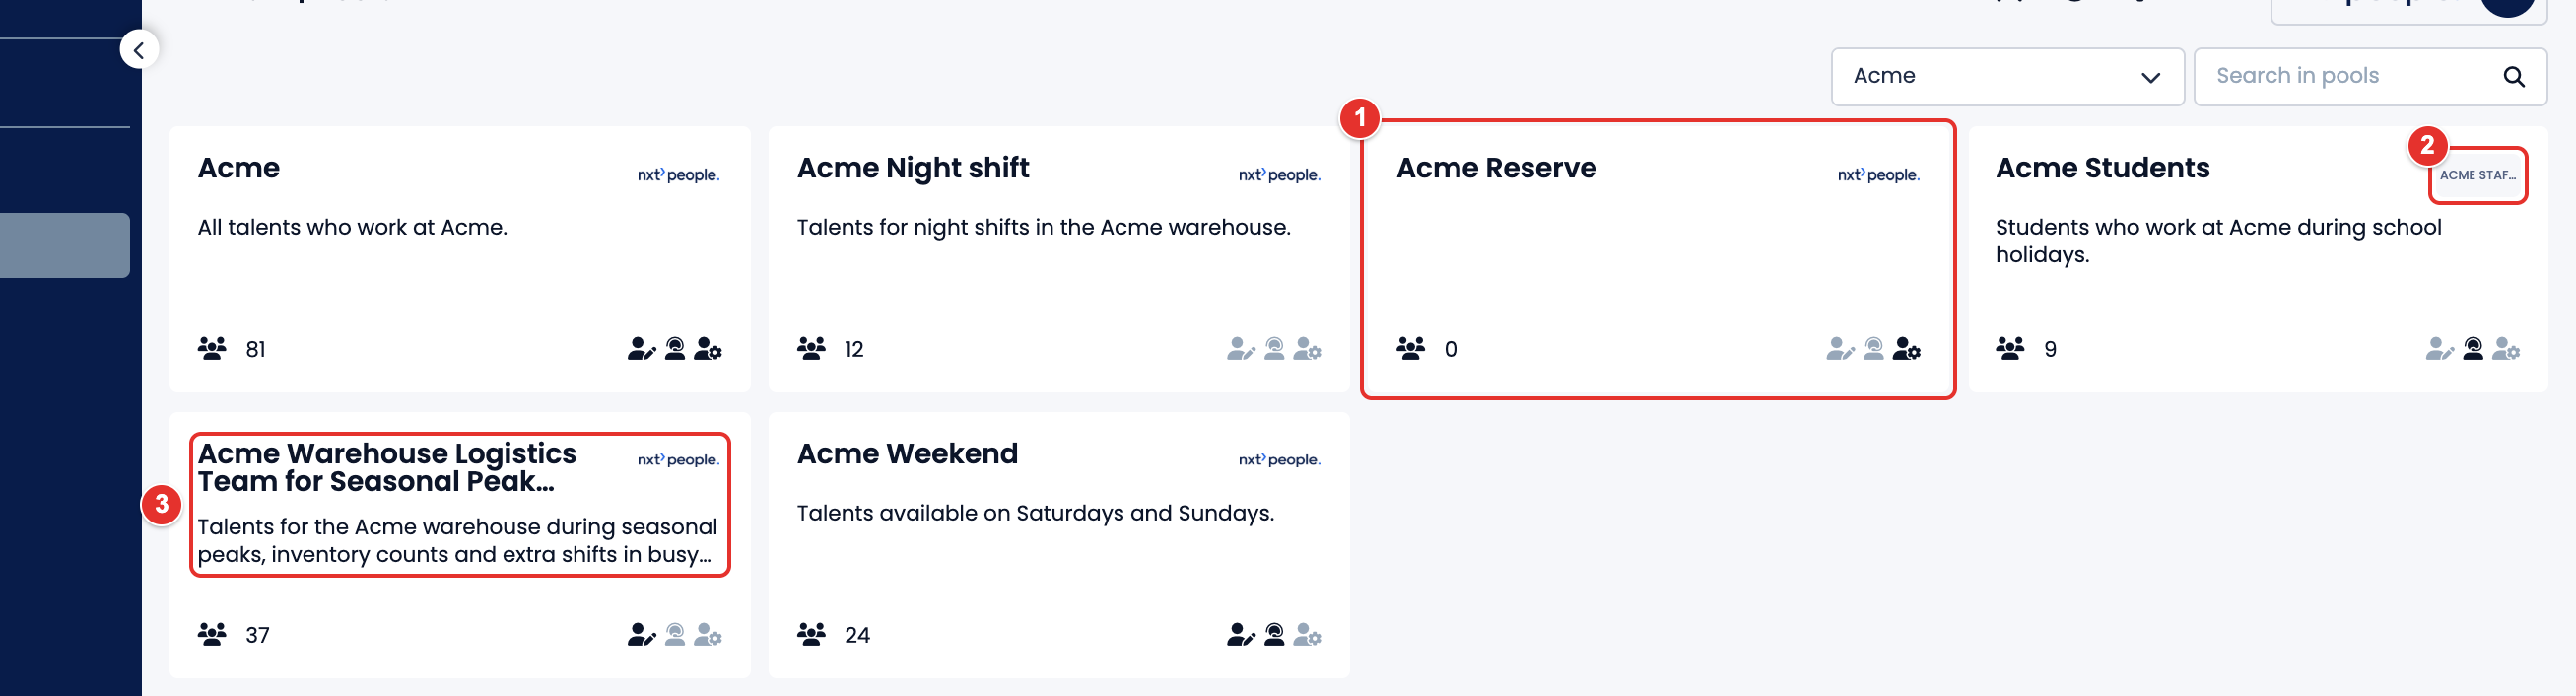 Acme
Search in pools
1
2
Acme
nxt people.
All talents who work at Acme.
81
Acme Night shift
nxt people.
Talents for night shifts in the Acme warehouse.
12
Acme Reserve
nxt people.
0
Acme Students
ACME STAF...
Students who work at Acme during school
holidays.
9
3
Acme Warehouse Logistics
Team for Seasonal Peak...
nxt people.
Talents for the Acme warehouse during seasonal
peaks, inventory counts and extra shifts in busy...
37
Acme Weekend
nxt people.
Talents available on Saturdays and Sundays.
24